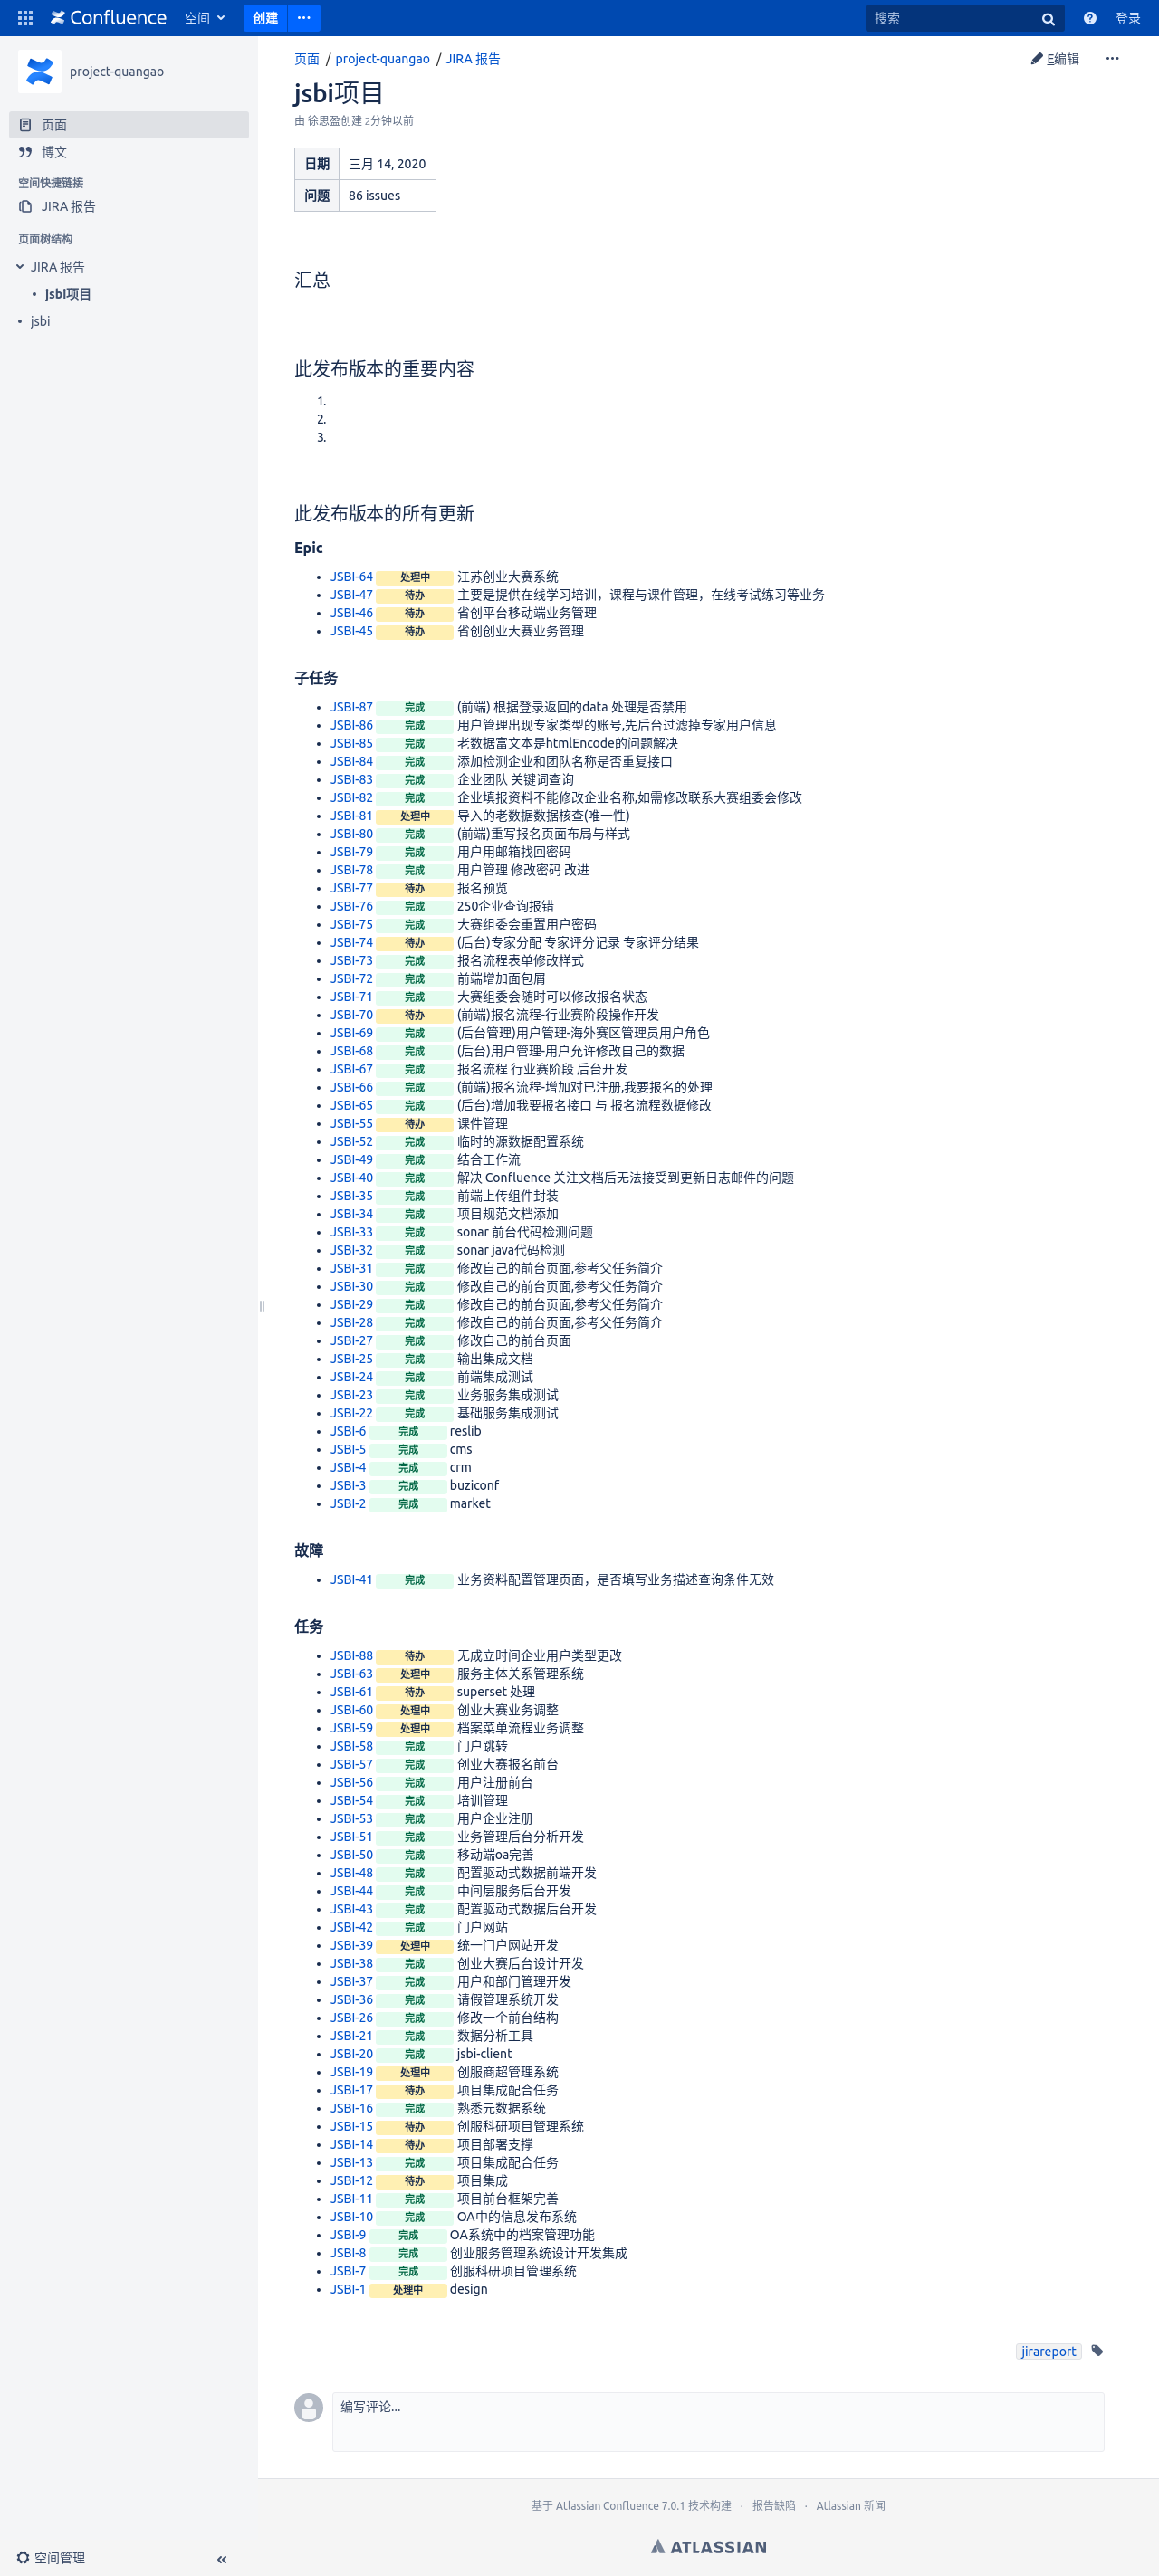 Confluence 空间 创建 ··· 搜索 登录
project-quangao
页面
博文
空间快捷链接
JIRA 报告
页面树结构
JIRA 报告
• jsbi项目
• jsbi
空间管理
页面 / project-quangao / JIRA 报告
E编辑
jsbi项目
由 徐思盈创建 2分钟以前
日期 三月 14, 2020
问题 86 issues
汇总
此发布版本的重要内容
1.
2.
3.
此发布版本的所有更新
Epic
• JSBI-64 处理中 江苏创业大赛系统
• JSBI-47 待办 主要是提供在线学习培训，课程与课件管理，在线考试练习等业务
• JSBI-46 待办 省创平台移动端业务管理
• JSBI-45 待办 省创创业大赛业务管理
子任务
• JSBI-87 完成 (前端) 根据登录返回的data 处理是否禁用
• JSBI-86 完成 用户管理出现专家类型的账号,先后台过滤掉专家用户信息
• JSBI-85 完成 老数据富文本是htmlEncode的问题解决
• JSBI-84 完成 添加检测企业和团队名称是否重复接口
• JSBI-83 完成 企业团队 关键词查询
• JSBI-82 完成 企业填报资料不能修改企业名称,如需修改联系大赛组委会修改
• JSBI-81 处理中 导入的老数据数据核查(唯一性)
• JSBI-80 完成 (前端)重写报名页面布局与样式
• JSBI-79 完成 用户用邮箱找回密码
• JSBI-78 完成 用户管理 修改密码 改进
• JSBI-77 待办 报名预览
• JSBI-76 完成 250企业查询报错
• JSBI-75 完成 大赛组委会重置用户密码
• JSBI-74 待办 (后台)专家分配 专家评分记录 专家评分结果
• JSBI-73 完成 报名流程表单修改样式
• JSBI-72 完成 前端增加面包屑
• JSBI-71 完成 大赛组委会随时可以修改报名状态
• JSBI-70 待办 (前端)报名流程-行业赛阶段操作开发
• JSBI-69 完成 (后台管理)用户管理-海外赛区管理员用户角色
• JSBI-68 完成 (后台)用户管理-用户允许修改自己的数据
• JSBI-67 完成 报名流程 行业赛阶段 后台开发
• JSBI-66 完成 (前端)报名流程-增加对已注册,我要报名的处理
• JSBI-65 完成 (后台)增加我要报名接口 与 报名流程数据修改
• JSBI-55 待办 课件管理
• JSBI-52 完成 临时的源数据配置系统
• JSBI-49 完成 结合工作流
• JSBI-40 完成 解决 Confluence 关注文档后无法接受到更新日志邮件的问题
• JSBI-35 完成 前端上传组件封装
• JSBI-34 完成 项目规范文档添加
• JSBI-33 完成 sonar 前台代码检测问题
• JSBI-32 完成 sonar java代码检测
• JSBI-31 完成 修改自己的前台页面,参考父任务简介
• JSBI-30 完成 修改自己的前台页面,参考父任务简介
• JSBI-29 完成 修改自己的前台页面,参考父任务简介
• JSBI-28 完成 修改自己的前台页面,参考父任务简介
• JSBI-27 完成 修改自己的前台页面
• JSBI-25 完成 输出集成文档
• JSBI-24 完成 前端集成测试
• JSBI-23 完成 业务服务集成测试
• JSBI-22 完成 基础服务集成测试
• JSBI-6 完成 reslib
• JSBI-5 完成 cms
• JSBI-4 完成 crm
• JSBI-3 完成 buziconf
• JSBI-2 完成 market
故障
• JSBI-41 完成 业务资料配置管理页面，是否填写业务描述查询条件无效
任务
• JSBI-88 待办 无成立时间企业用户类型更改
• JSBI-63 处理中 服务主体关系管理系统
• JSBI-61 待办 superset 处理
• JSBI-60 处理中 创业大赛业务调整
• JSBI-59 处理中 档案菜单流程业务调整
• JSBI-58 完成 门户跳转
• JSBI-57 完成 创业大赛报名前台
• JSBI-56 完成 用户注册前台
• JSBI-54 完成 培训管理
• JSBI-53 完成 用户企业注册
• JSBI-51 完成 业务管理后台分析开发
• JSBI-50 完成 移动端oa完善
• JSBI-48 完成 配置驱动式数据前端开发
• JSBI-44 完成 中间层服务后台开发
• JSBI-43 完成 配置驱动式数据后台开发
• JSBI-42 完成 门户网站
• JSBI-39 处理中 统一门户网站开发
• JSBI-38 完成 创业大赛后台设计开发
• JSBI-37 完成 用户和部门管理开发
• JSBI-36 完成 请假管理系统开发
• JSBI-26 完成 修改一个前台结构
• JSBI-21 完成 数据分析工具
• JSBI-20 完成 jsbi-client
• JSBI-19 处理中 创服商超管理系统
• JSBI-17 待办 项目集成配合任务
• JSBI-16 完成 熟悉元数据系统
• JSBI-15 待办 创服科研项目管理系统
• JSBI-14 待办 项目部署支撑
• JSBI-13 完成 项目集成配合任务
• JSBI-12 待办 项目集成
• JSBI-11 完成 项目前台框架完善
• JSBI-10 完成 OA中的信息发布系统
• JSBI-9 完成 OA系统中的档案管理功能
• JSBI-8 完成 创业服务管理系统设计开发集成
• JSBI-7 完成 创服科研项目管理系统
• JSBI-1 处理中 design
jirareport
编写评论...
基于 Atlassian Confluence 7.0.1 技术构建 · 报告缺陷 · Atlassian 新闻
ATLASSIAN